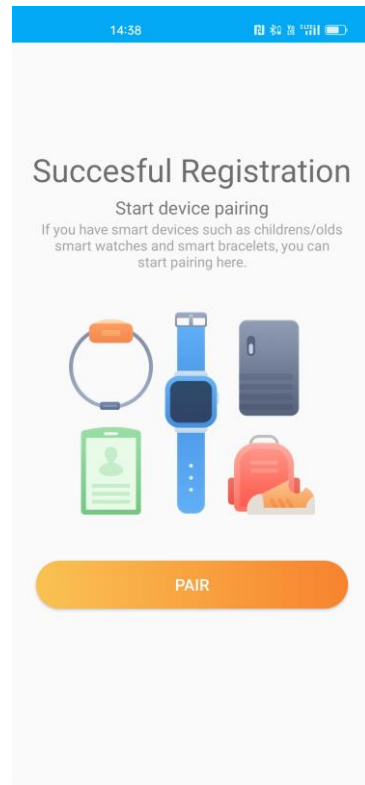 14:38
Succesful Registration
Start device pairing
If you have smart devices such as childrens/olds
smart watches and smart bracelets, you can
start pairing here.
PAIR